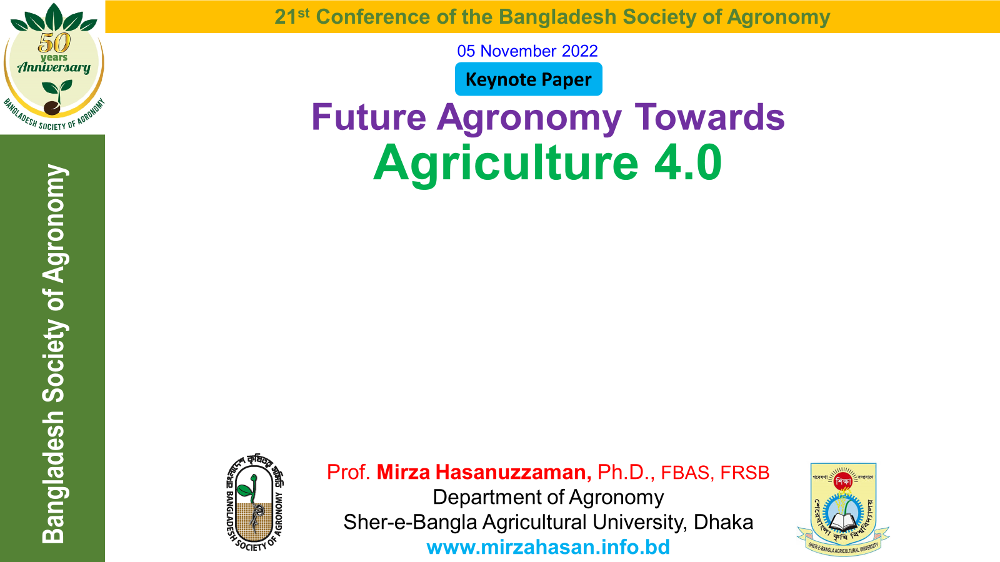 21st Conference of the Bangladesh Society of Agronomy
50
years
Anniversary
BANGLADESH SOCIETY OF AGRONOMY
Bangladesh Society of Agronomy
05 November 2022
Keynote Paper
Future Agronomy Towards
Agriculture 4.0
বাংলাদেশ কৃষিতত্ত্ব সমিতি
BANGLADESH SOCIETY OF AGRONOMY
Prof. Mirza Hasanuzzaman, Ph.D., FBAS, FRSB
Department of Agronomy
Sher-e-Bangla Agricultural University, Dhaka
www.mirzahasan.info.bd
গবেষণা
শিক্ষা
সম্প্রসারণ
শেরেবাংলা কৃষি বিশ্ববিদ্যালয়
SHER-E-BANGLA AGRICULTURAL UNIVERSITY